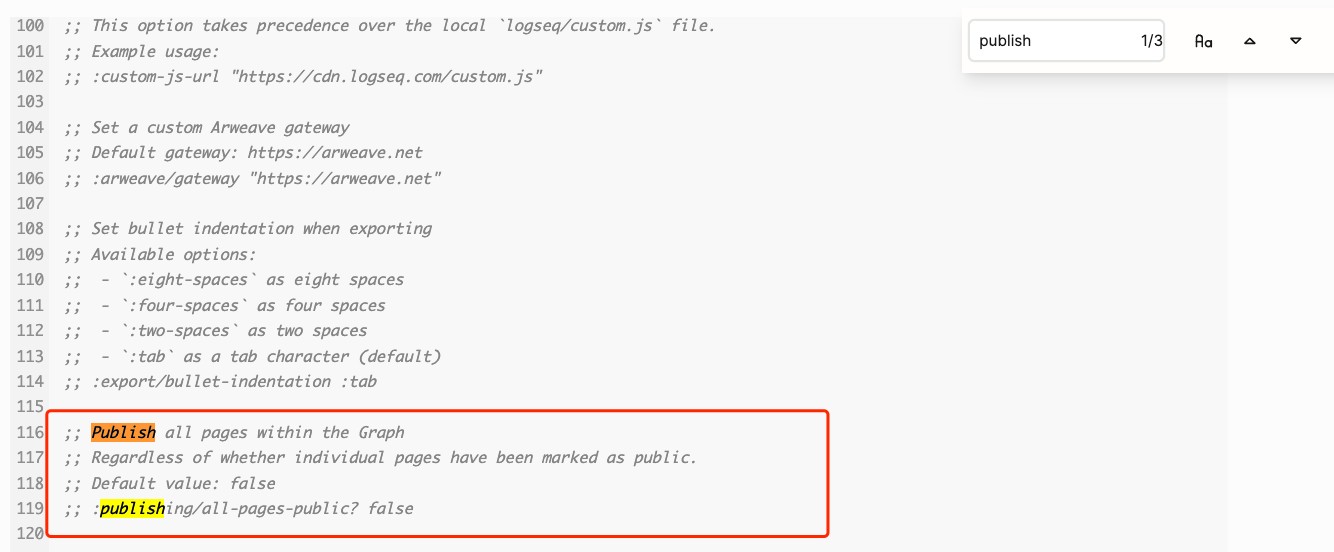 100 ;; This option takes precedence over the local `logseq/custom.js` file.
101 ;; Example usage:
102 ;; :custom-js-url "https://cdn.logseq.com/custom.js"
103
104 ;; Set a custom Arweave gateway
105 ;; Default gateway: https://arweave.net
106 ;; :arweave/gateway "https://arweave.net"
107
108 ;; Set bullet indentation when exporting
109 ;; Available options:
110 ;;  - `:eight-spaces` as eight spaces
111 ;;  - `:four-spaces` as four spaces
112 ;;  - `:two-spaces` as two spaces
113 ;;  - `:tab` as a tab character (default)
114 ;; :export/bullet-indentation :tab
115
116 ;; Publish all pages within the Graph
117 ;; Regardless of whether individual pages have been marked as public.
118 ;; Default value: false
119 ;; :publishing/all-pages-public? false
120
publish 1/3 Aa